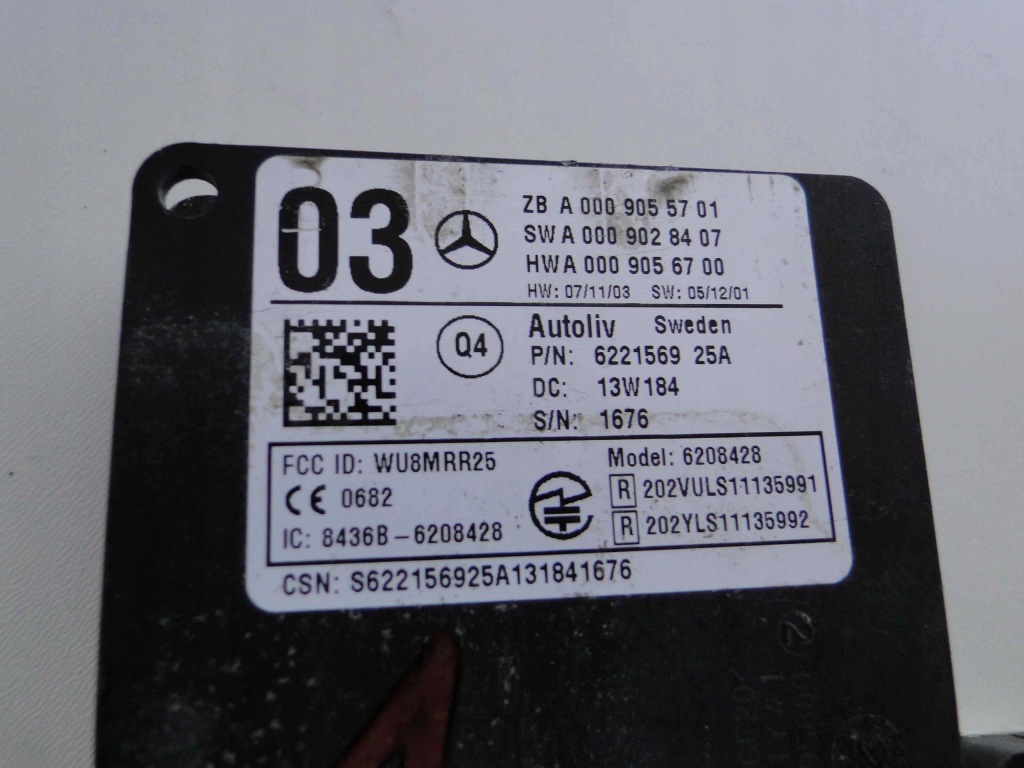 03
ZB A 000 905 57 01
SW A 000 902 84 07
HW A 000 905 67 00
HW: 07/11/03 SW: 05/12/01
Q4
Autoliv Sweden
P/N: 6221569 25A
DC: 13W184
S/N: 1676
FCC ID: WU8MRR25
CE 0682
IC: 8436B-6208428
Model: 6208428
R 202VULS11135991
R 202YLS11135992
CSN: S622156925A131841676